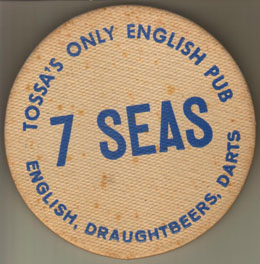 TOSSA'S ONLY ENGLISH PUB
7 SEAS
ENGLISH, DRAUGHTBEERS, DARTS